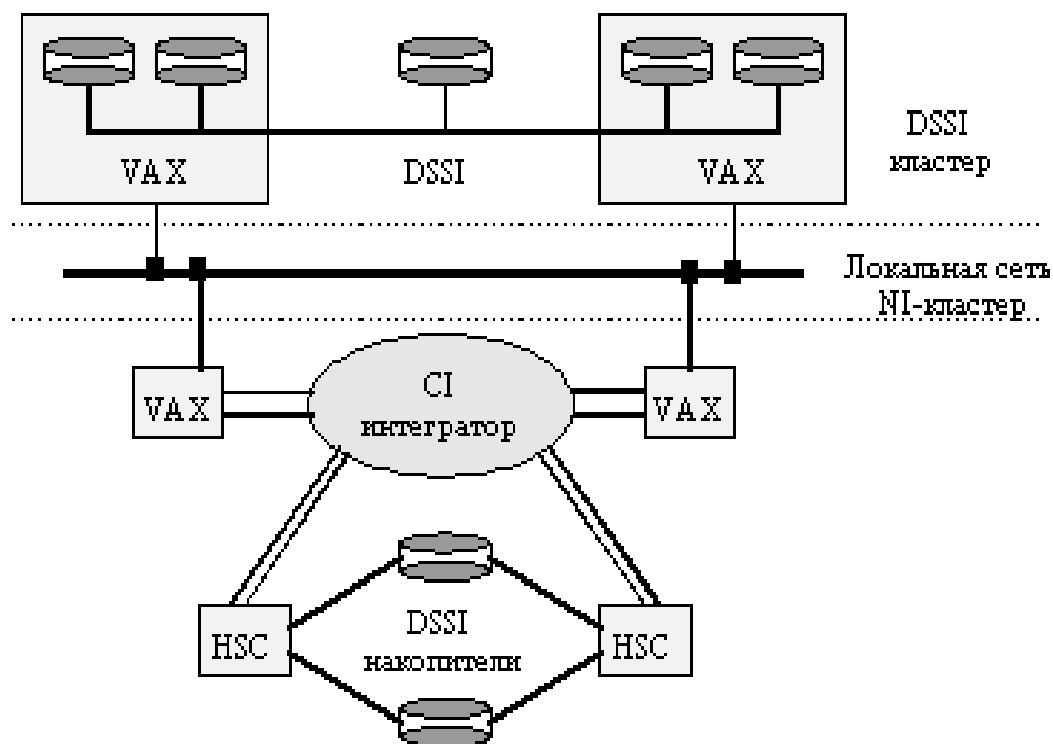 VAX
DSSI
VAX
DSSI
кластер
Локальная сеть
NI-кластер
VAX
CI
интегратор
VAX
HSC
DSSI
накопители
HSC